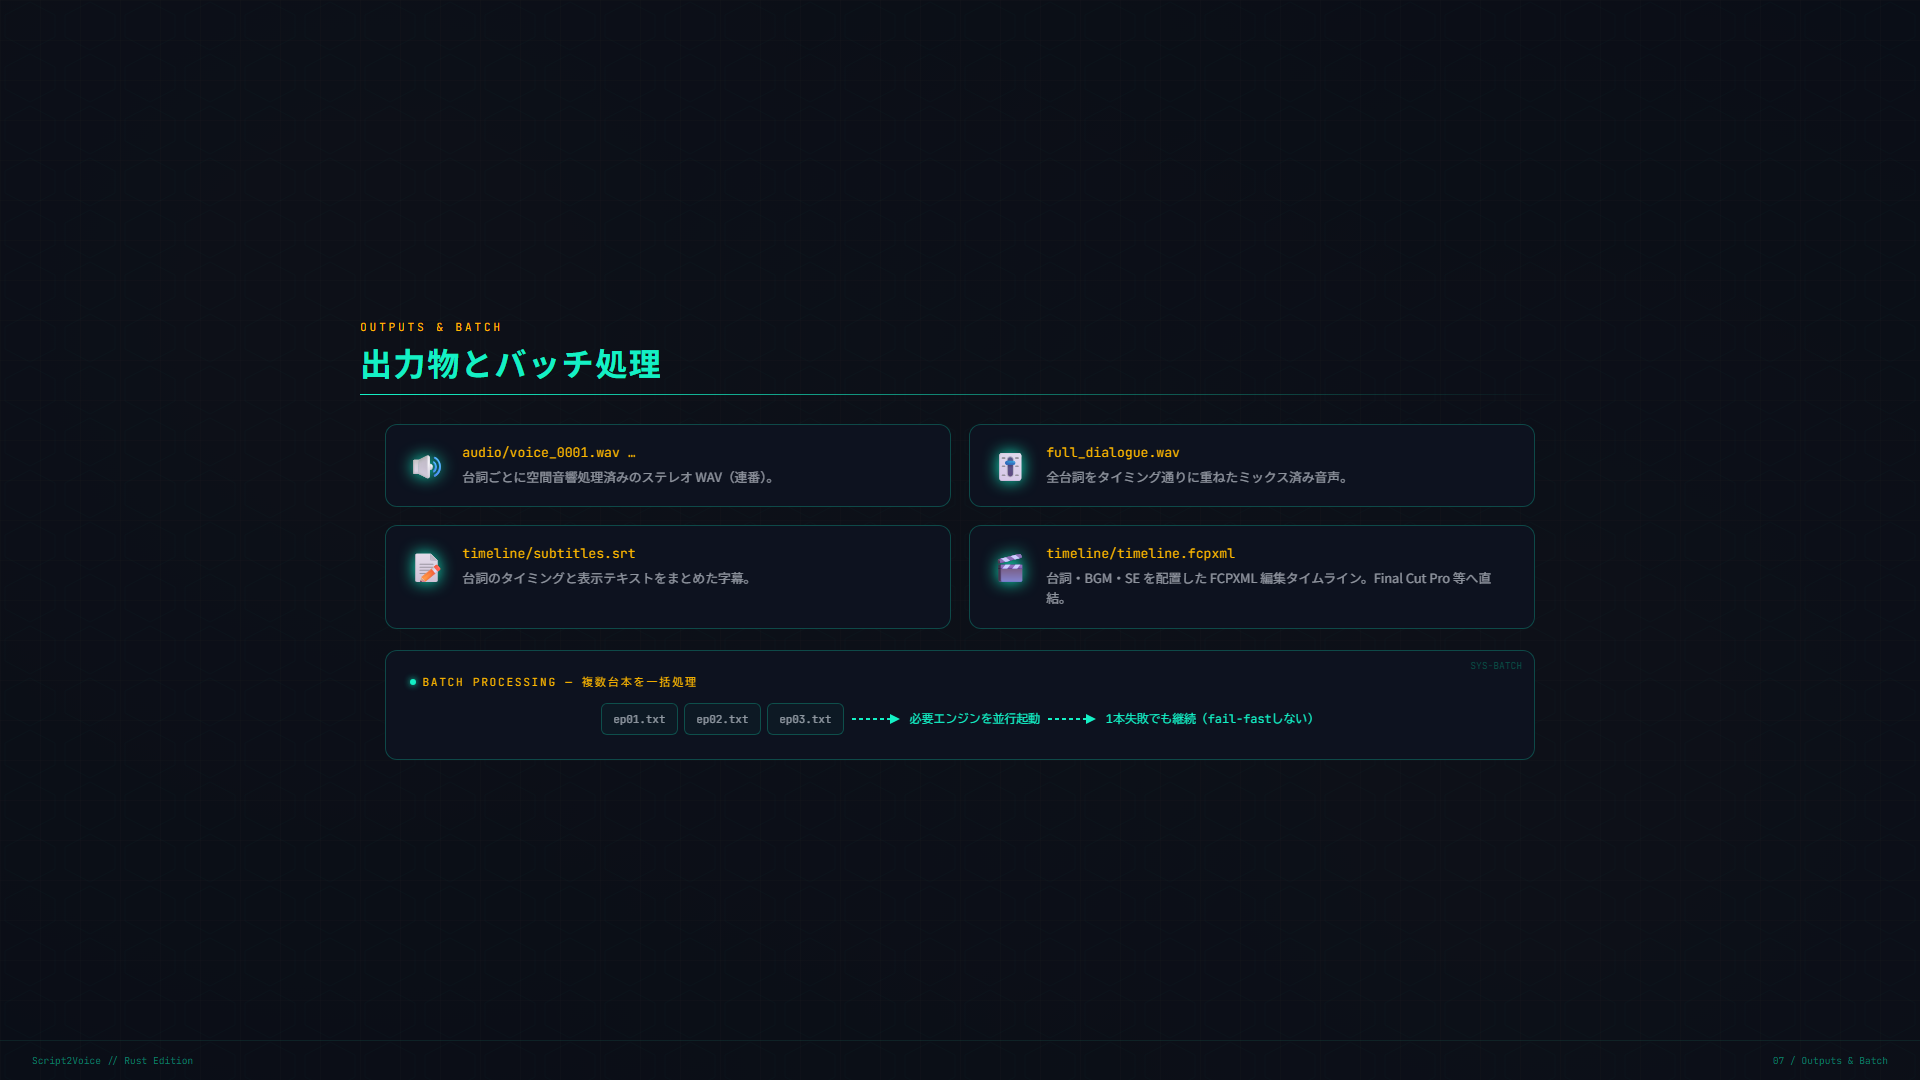 OUTPUTS & BATCH
出力物とバッチ処理
audio/voice_0001.wav …
台詞ごとに空間音響処理済みのステレオ WAV（連番）。
full_dialogue.wav
全台詞をタイミング通りに重ねたミックス済み音声。
timeline/subtitles.srt
台詞のタイミングと表示テキストをまとめた字幕。
timeline/timeline.fcpxml
台詞・BGM・SE を配置した FCPXML 編集タイムライン。Final Cut Pro 等へ直
結。
SYS-BATCH
BATCH PROCESSING — 複数台本を一括処理
ep01.txt ep02.txt ep03.txt 必要エンジンを並行起動 1本失敗でも継続（fail-fastしない）
Script2Voice // Rust Edition
07 / Outputs & Batch